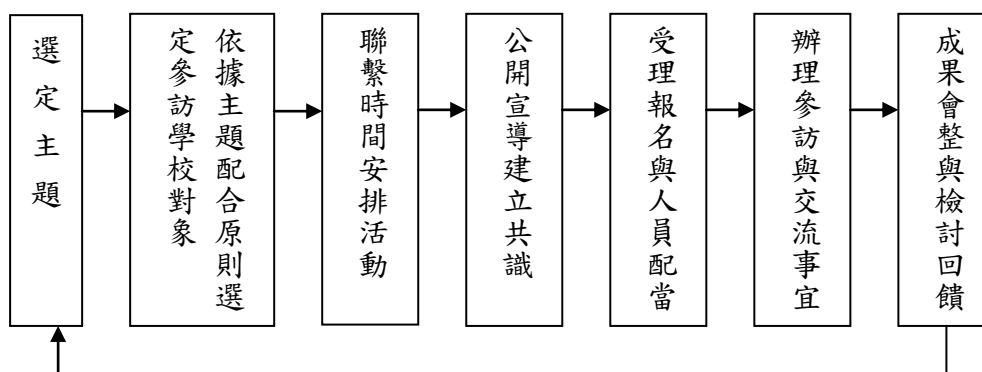 選定主題
依據主題配合原則選
定參訪學校對象
聯繫時間安排活動
公開宣導建立共識
受理報名與人員配當
辦理參訪與交流事宜
成果會整與檢討回饋